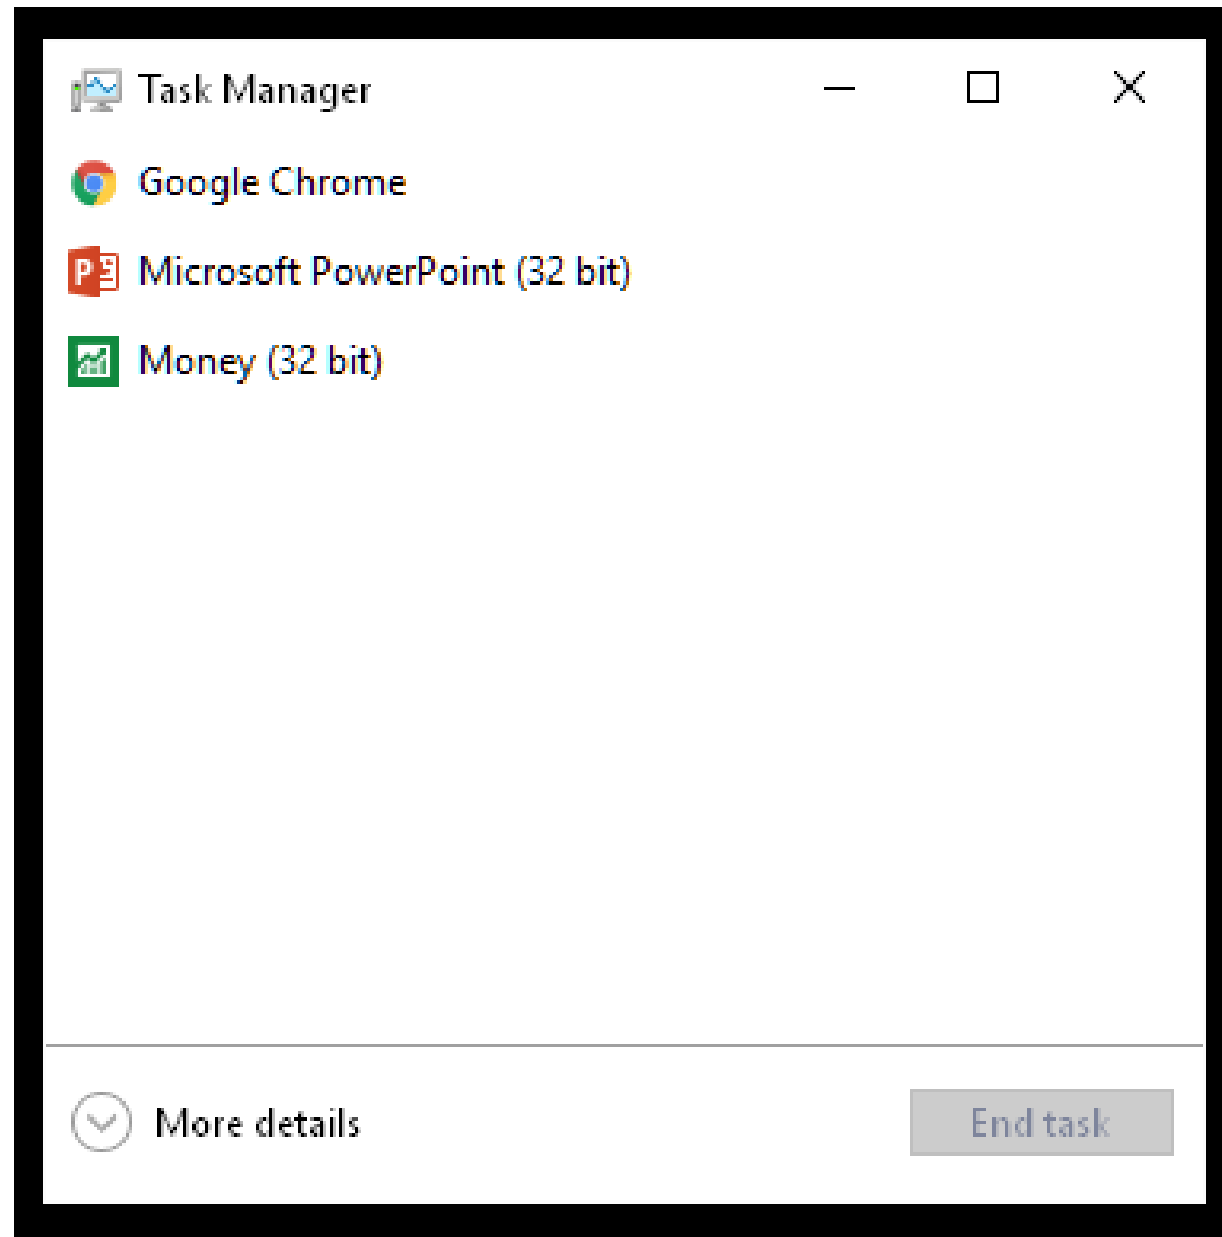 Task Manager
Google Chrome
Microsoft PowerPoint (32 bit)
Money (32 bit)
More details
End task